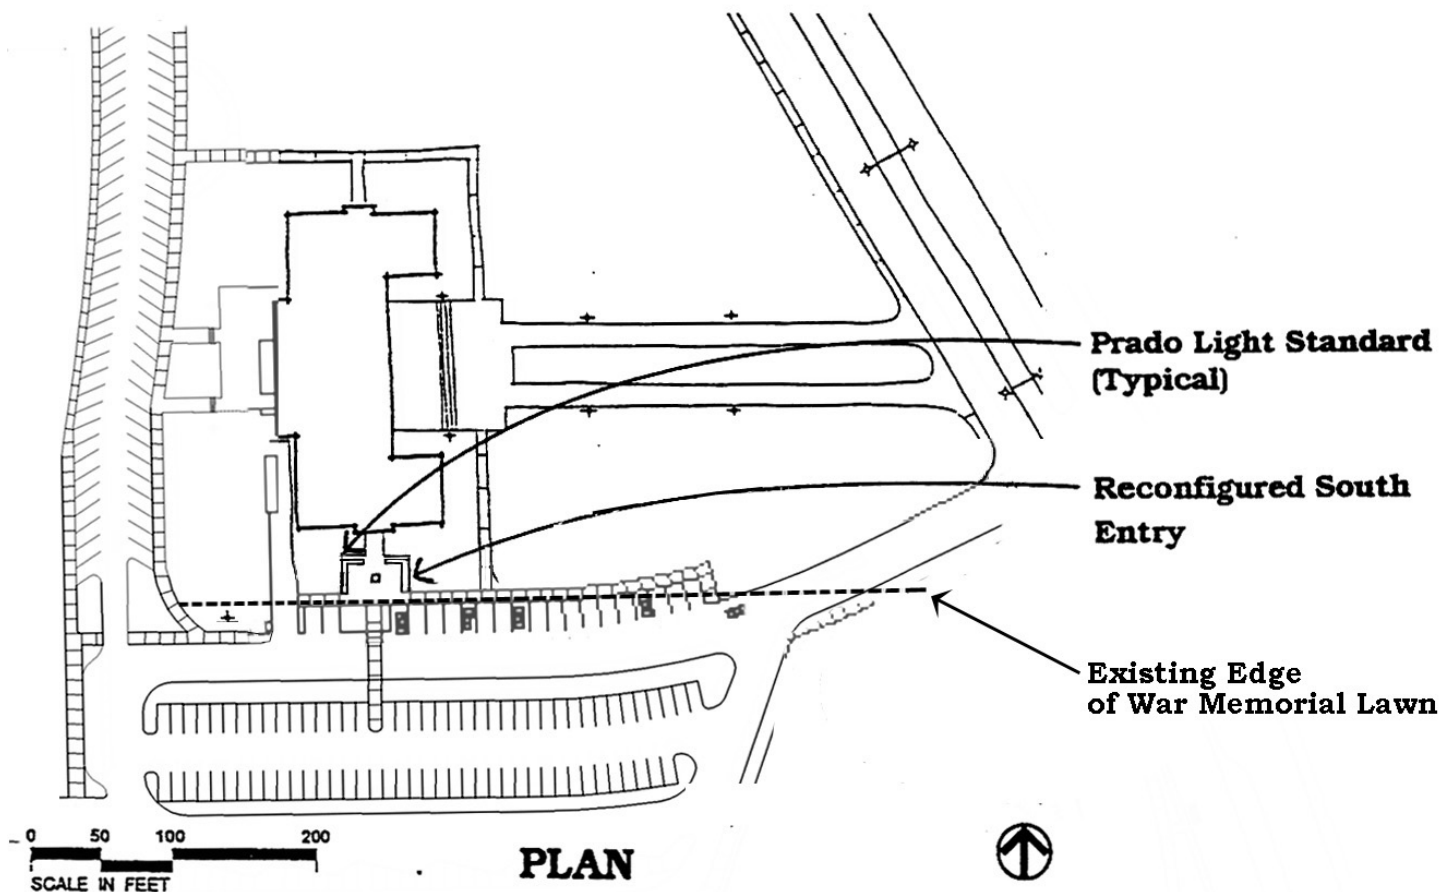 Prado Light Standard
(Typical)
Reconfigured South
Entry
Existing Edge
of War Memorial Lawn
0 50 100 200
SCALE IN FEET
PLAN